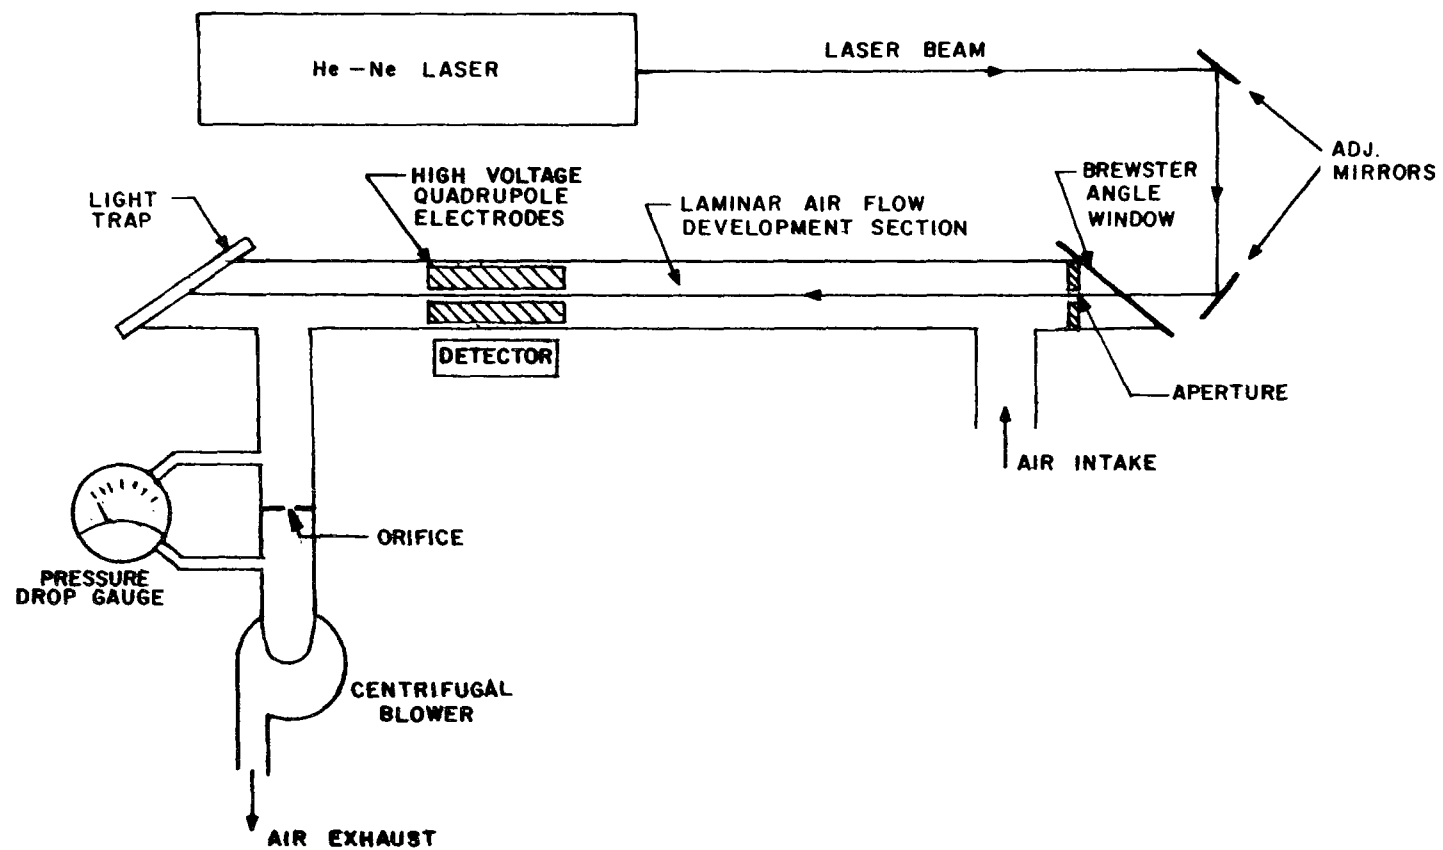 He-Ne LASER
LASER BEAM
ADJ.
MIRRORS
LIGHT
TRAP
HIGH VOLTAGE
QUADRUPOLE
ELECTRODES
LAMINAR AIR FLOW
DEVELOPMENT SECTION
BREWSTER
ANGLE
WINDOW
DETECTOR
APERTURE
AIR INTAKE
ORIFICE
PRESSURE
DROP GAUGE
CENTRIFUGAL
BLOWER
AIR EXHAUST